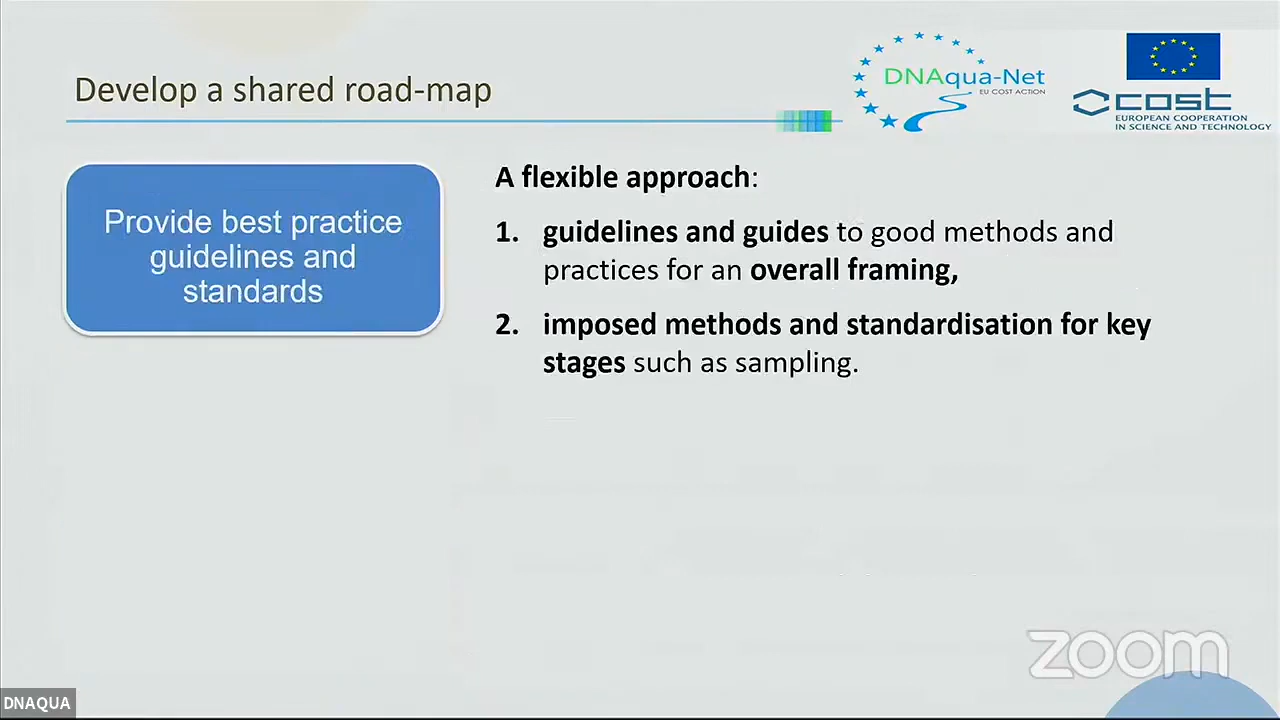 Develop a shared road-map
DNAqua-Net
EU COST ACTION
cost
EUROPEAN COOPERATION
IN SCIENCE AND TECHNOLOGY
Provide best practice
guidelines and
standards
A flexible approach:
1. guidelines and guides to good methods and
practices for an overall framing,
2. imposed methods and standardisation for key
stages such as sampling.
zoom
DNAQUA